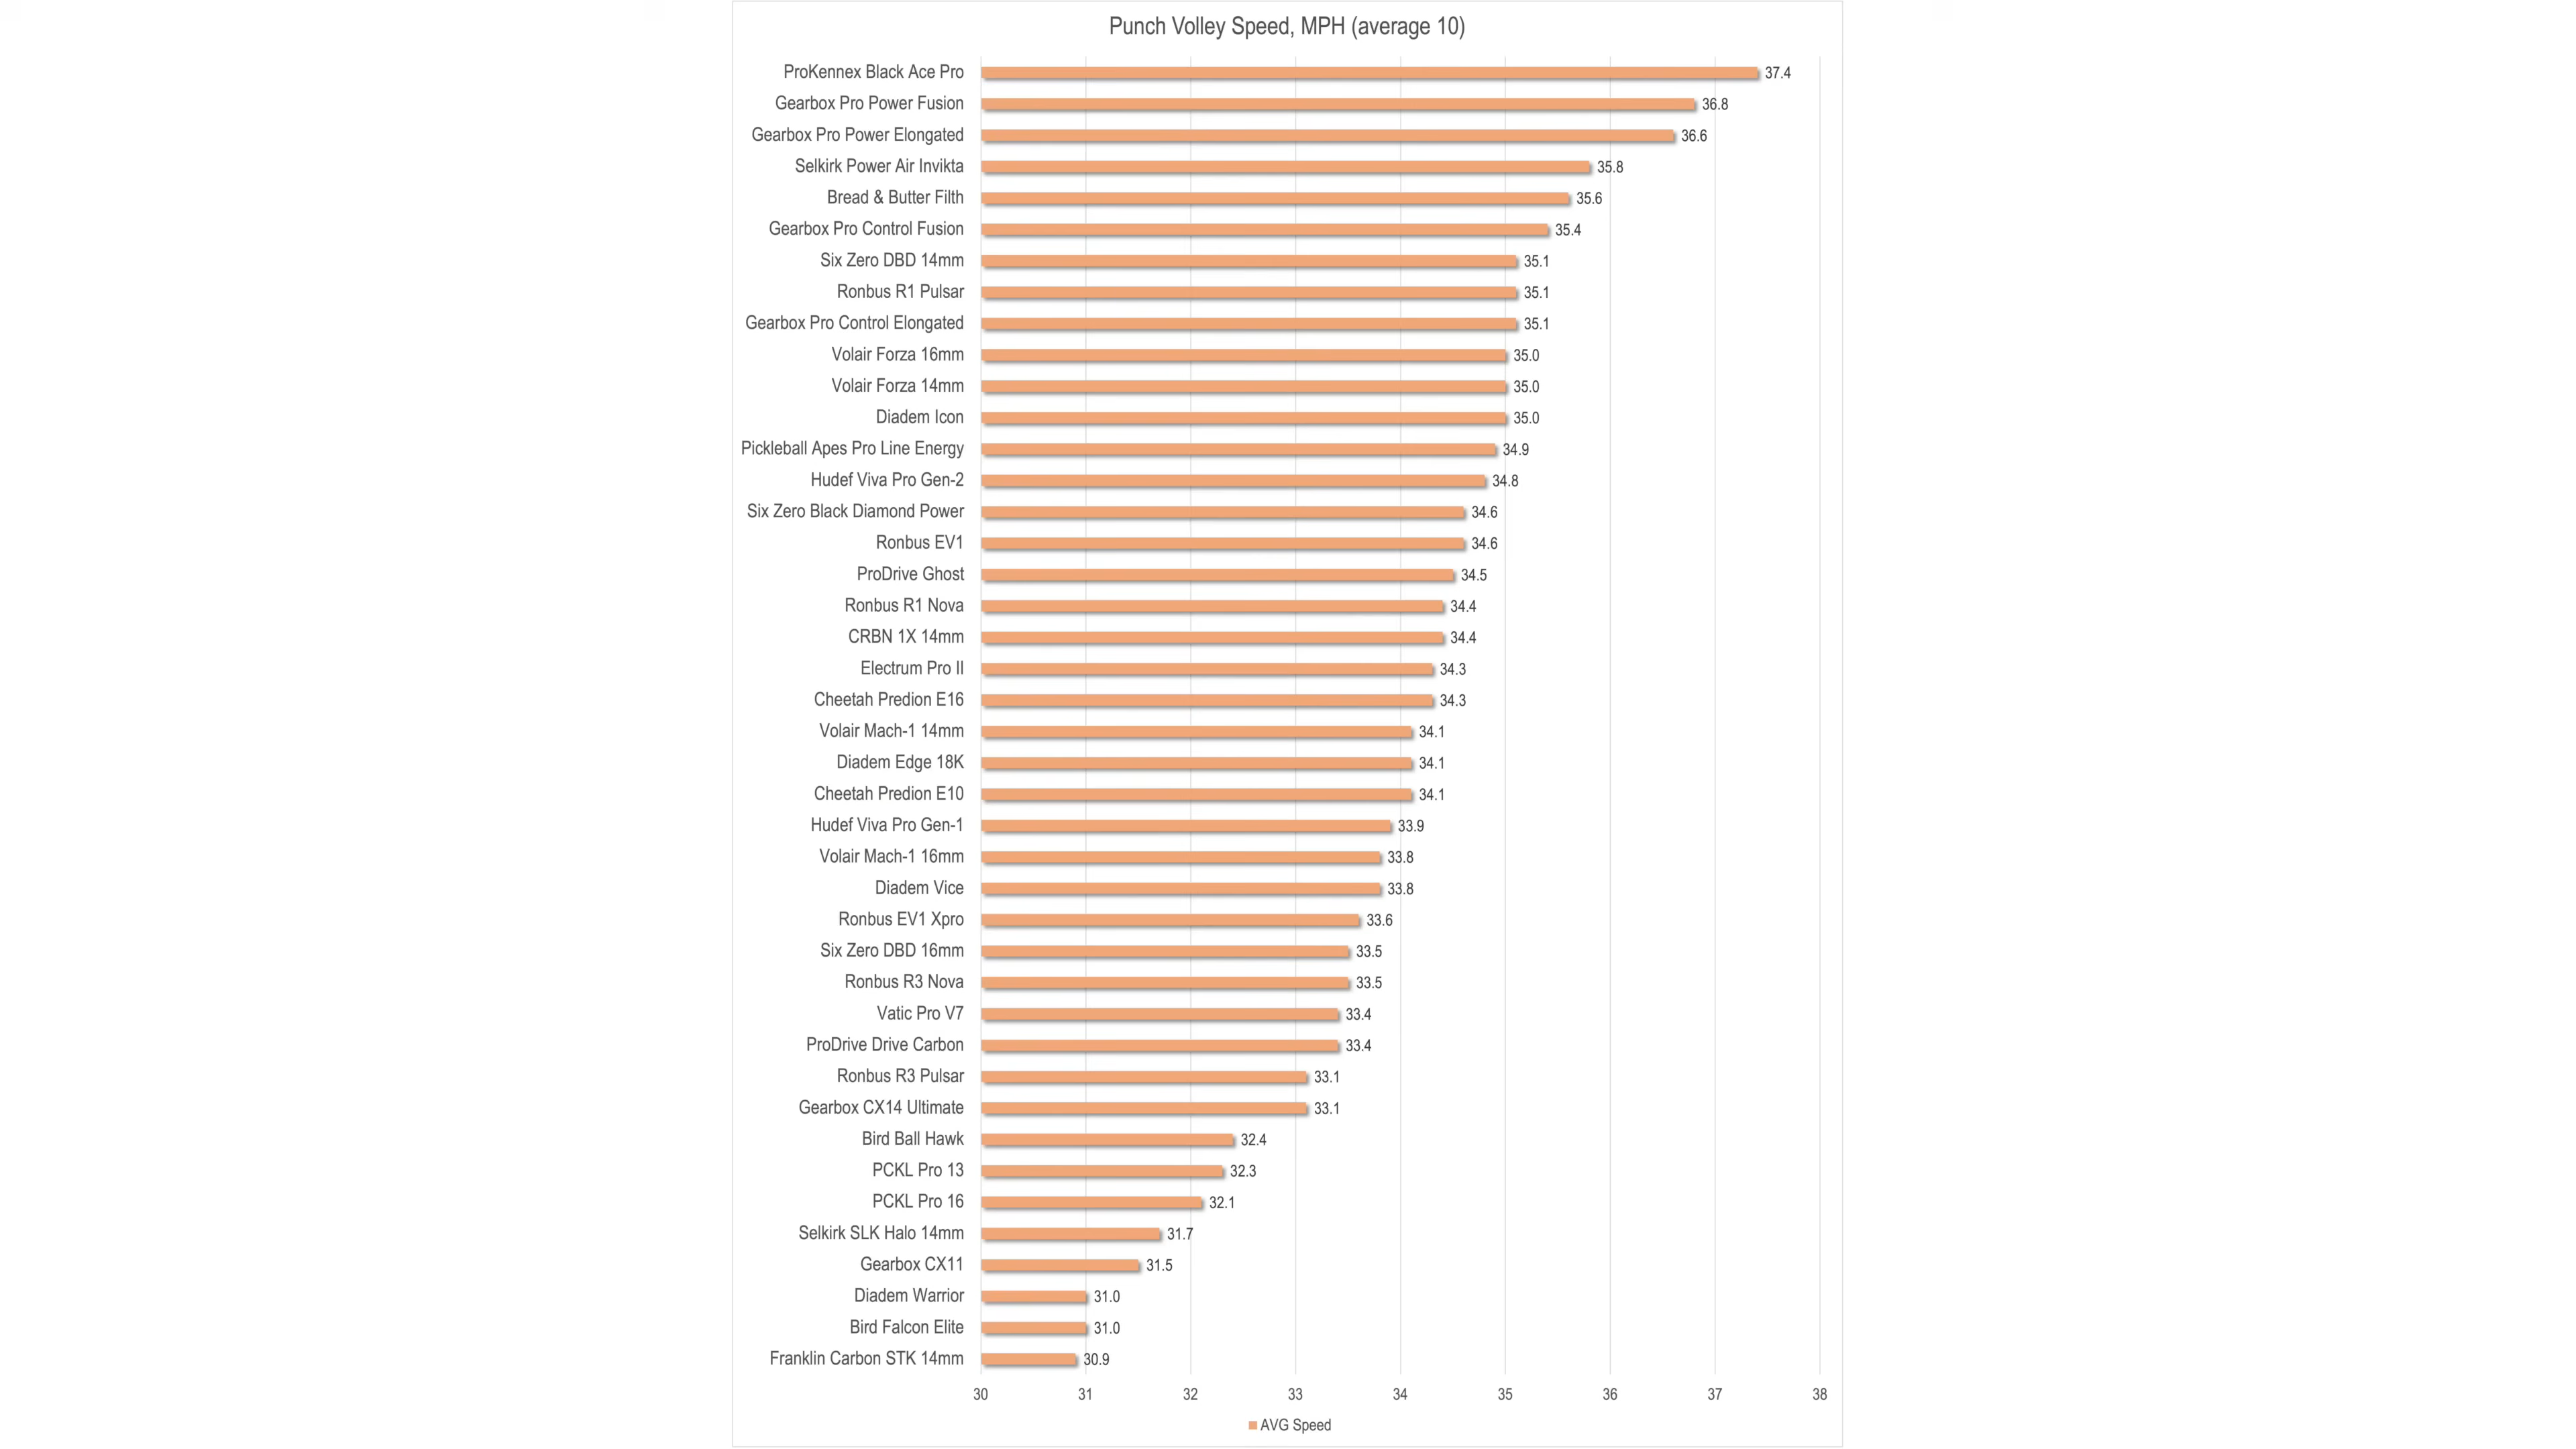 Punch Volley Speed, MPH (average 10)
ProKennex Black Ace Pro 37.4
Gearbox Pro Power Fusion 36.8
Gearbox Pro Power Elongated 36.6
Selkirk Power Air Invikta 35.8
Bread & Butter Filth 35.6
Gearbox Pro Control Fusion 35.4
Six Zero DBD 14mm 35.1
Ronbus R1 Pulsar 35.1
Gearbox Pro Control Elongated 35.1
Volair Forza 16mm 35.0
Volair Forza 14mm 35.0
Diadem Icon 35.0
Pickleball Apes Pro Line Energy 34.9
Hudef Viva Pro Gen-2 34.8
Six Zero Black Diamond Power 34.6
Ronbus EV1 34.6
ProDrive Ghost 34.5
Ronbus R1 Nova 34.4
CRBN 1X 14mm 34.4
Electrum Pro II 34.3
Cheetah Predion E16 34.3
Volair Mach-1 14mm 34.1
Diadem Edge 18K 34.1
Cheetah Predion E10 34.1
Hudef Viva Pro Gen-1 33.9
Volair Mach-1 16mm 33.8
Diadem Vice 33.8
Ronbus EV1 Xpro 33.6
Six Zero DBD 16mm 33.5
Ronbus R3 Nova 33.5
Vatic Pro V7 33.4
ProDrive Drive Carbon 33.4
Ronbus R3 Pulsar 33.1
Gearbox CX14 Ultimate 33.1
Bird Ball Hawk 32.4
PCKL Pro 13 32.3
PCKL Pro 16 32.1
Selkirk SLK Halo 14mm 31.7
Gearbox CX11 31.5
Diadem Warrior 31.0
Bird Falcon Elite 31.0
Franklin Carbon STK 14mm 30.9
30 31 32 33 34 35 36 37 38
AVG Speed